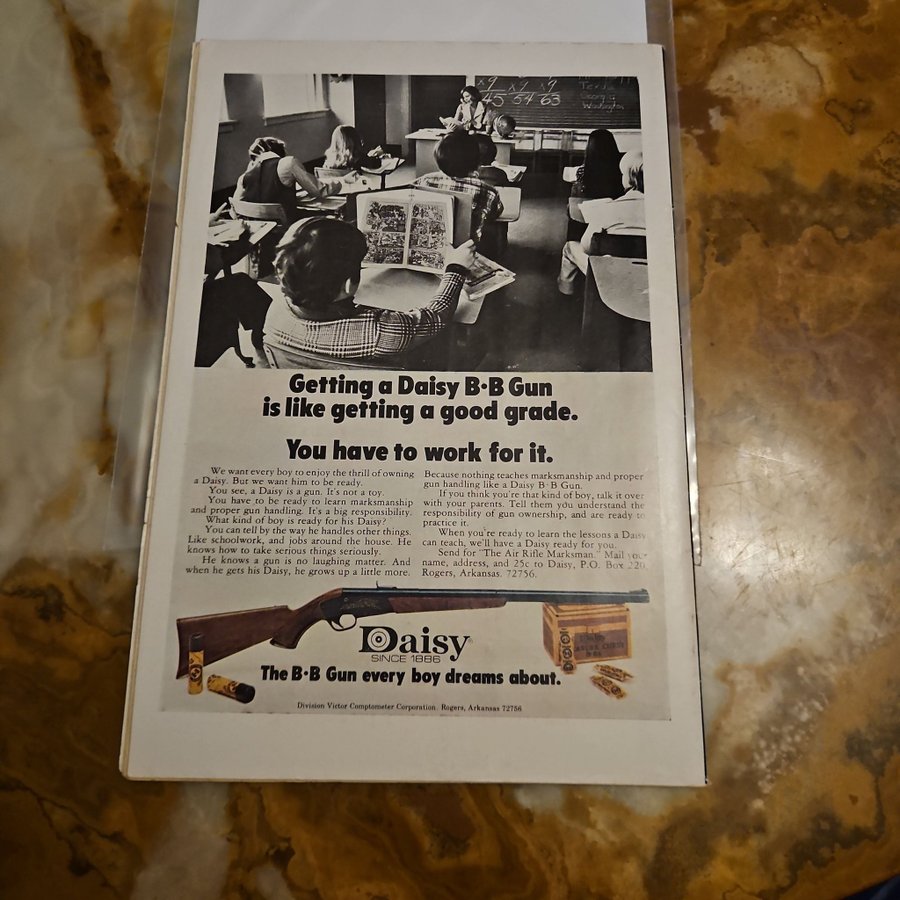 x9 x9 x9
45 54 63
Washington
Getting a Daisy B·B Gun
is like getting a good grade.
You have to work for it.
We want every boy to enjoy the thrill of owning
a Daisy. But we want him to be ready.
You see, a Daisy is a gun. It's not a toy.
You have to be ready to learn marksmanship
and proper gun handling. It's a big responsibility.
What kind of boy is ready for his Daisy?
You can tell by the way he handles other things.
Like schoolwork, and jobs around the house. He
knows how to take serious things seriously.
He knows a gun is no laughing matter. And
when he gets his Daisy, he grows up a little more.
Because nothing teaches marksmanship and proper
gun handling like a Daisy B·B Gun.
If you think you're that kind of boy, talk it over
with your parents. Tell them you understand the
responsibility of gun ownership, and are ready to
practice it.
When you're ready to learn the lessons a Daisy
can teach, we'll have a Daisy ready for you.
Send for "The Air Rifle Marksman." Mail your
name, address, and 25c to Daisy, P.O. Box 220,
Rogers, Arkansas. 72756.
Daisy
SINCE 1886
The B·B Gun every boy dreams about.
Division Victor Comptometer Corporation. Rogers, Arkansas 72756